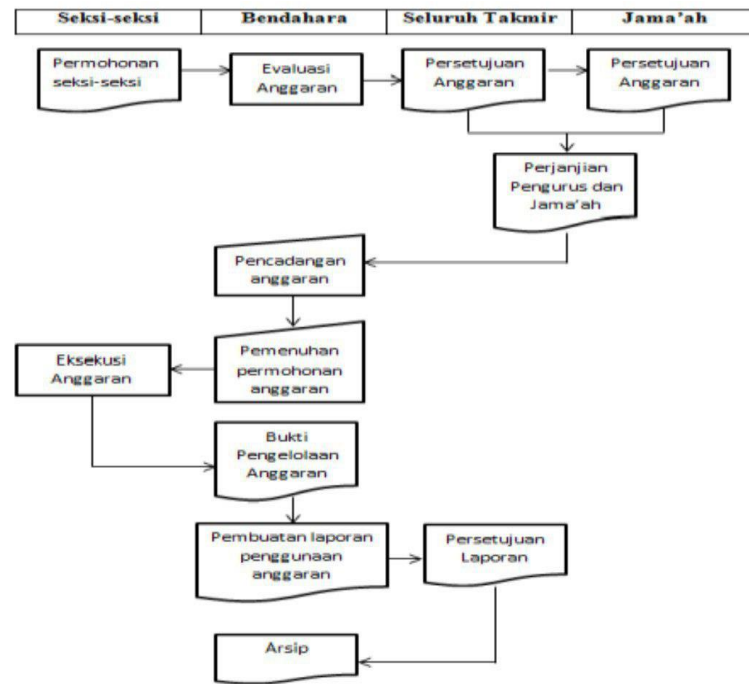 Seksi-seksi
Bendahara
Seluruh Takmir
Jama'ah
Permohonan
seksi-seksi
Evaluasi
Anggaran
Persetujuan
Anggaran
Persetujuan
Anggaran
Perjanjian
Pengurus dan
Jama'ah
Pencadangan
anggaran
Pemenuhan
permohonan
anggaran
Eksekusi
Anggaran
Bukti
Pengelolaan
Anggaran
Pembuatan laporan
penggunaan
anggaran
Persetujuan
Laporan
Arsip